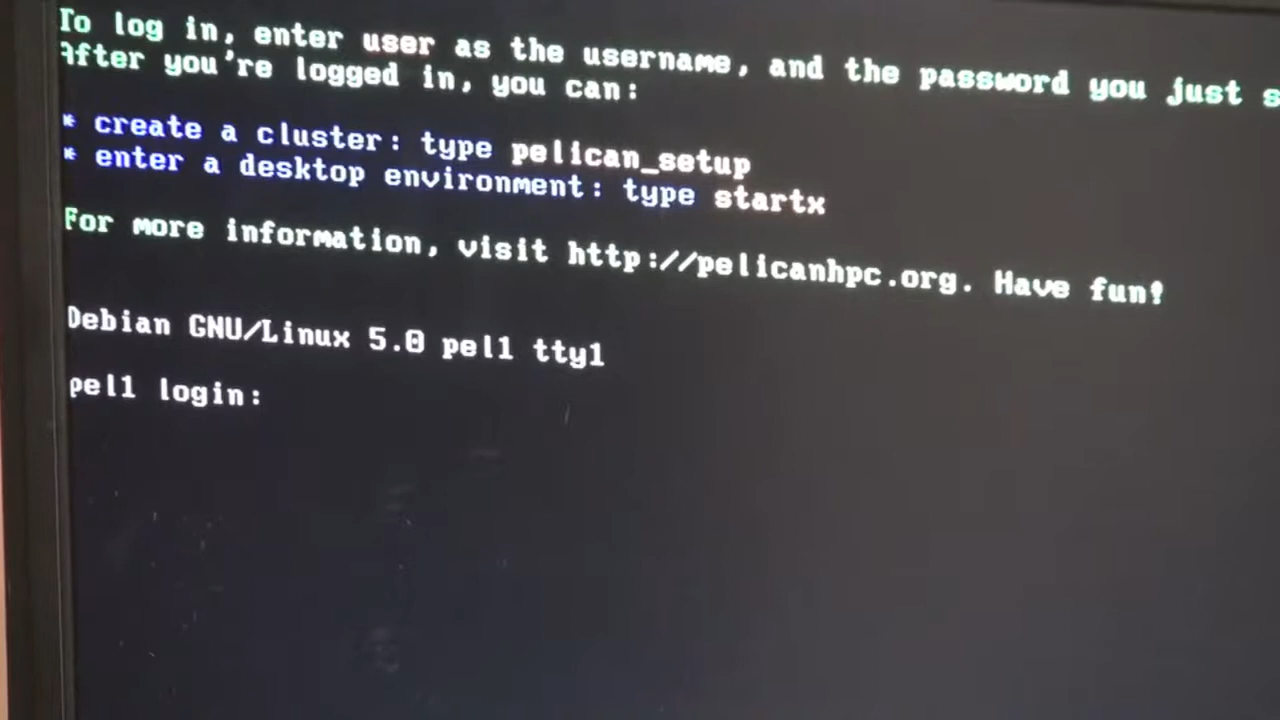 To log in, enter user as the username, and the password you just
After you're logged in, you can:
* create a cluster: type pelican_setup
* enter a desktop environment: type startx
For more information, visit http://pelicanhpc.org. Have fun!
Debian GNU/Linux 5.0 pel1 tty1
pel1 login: